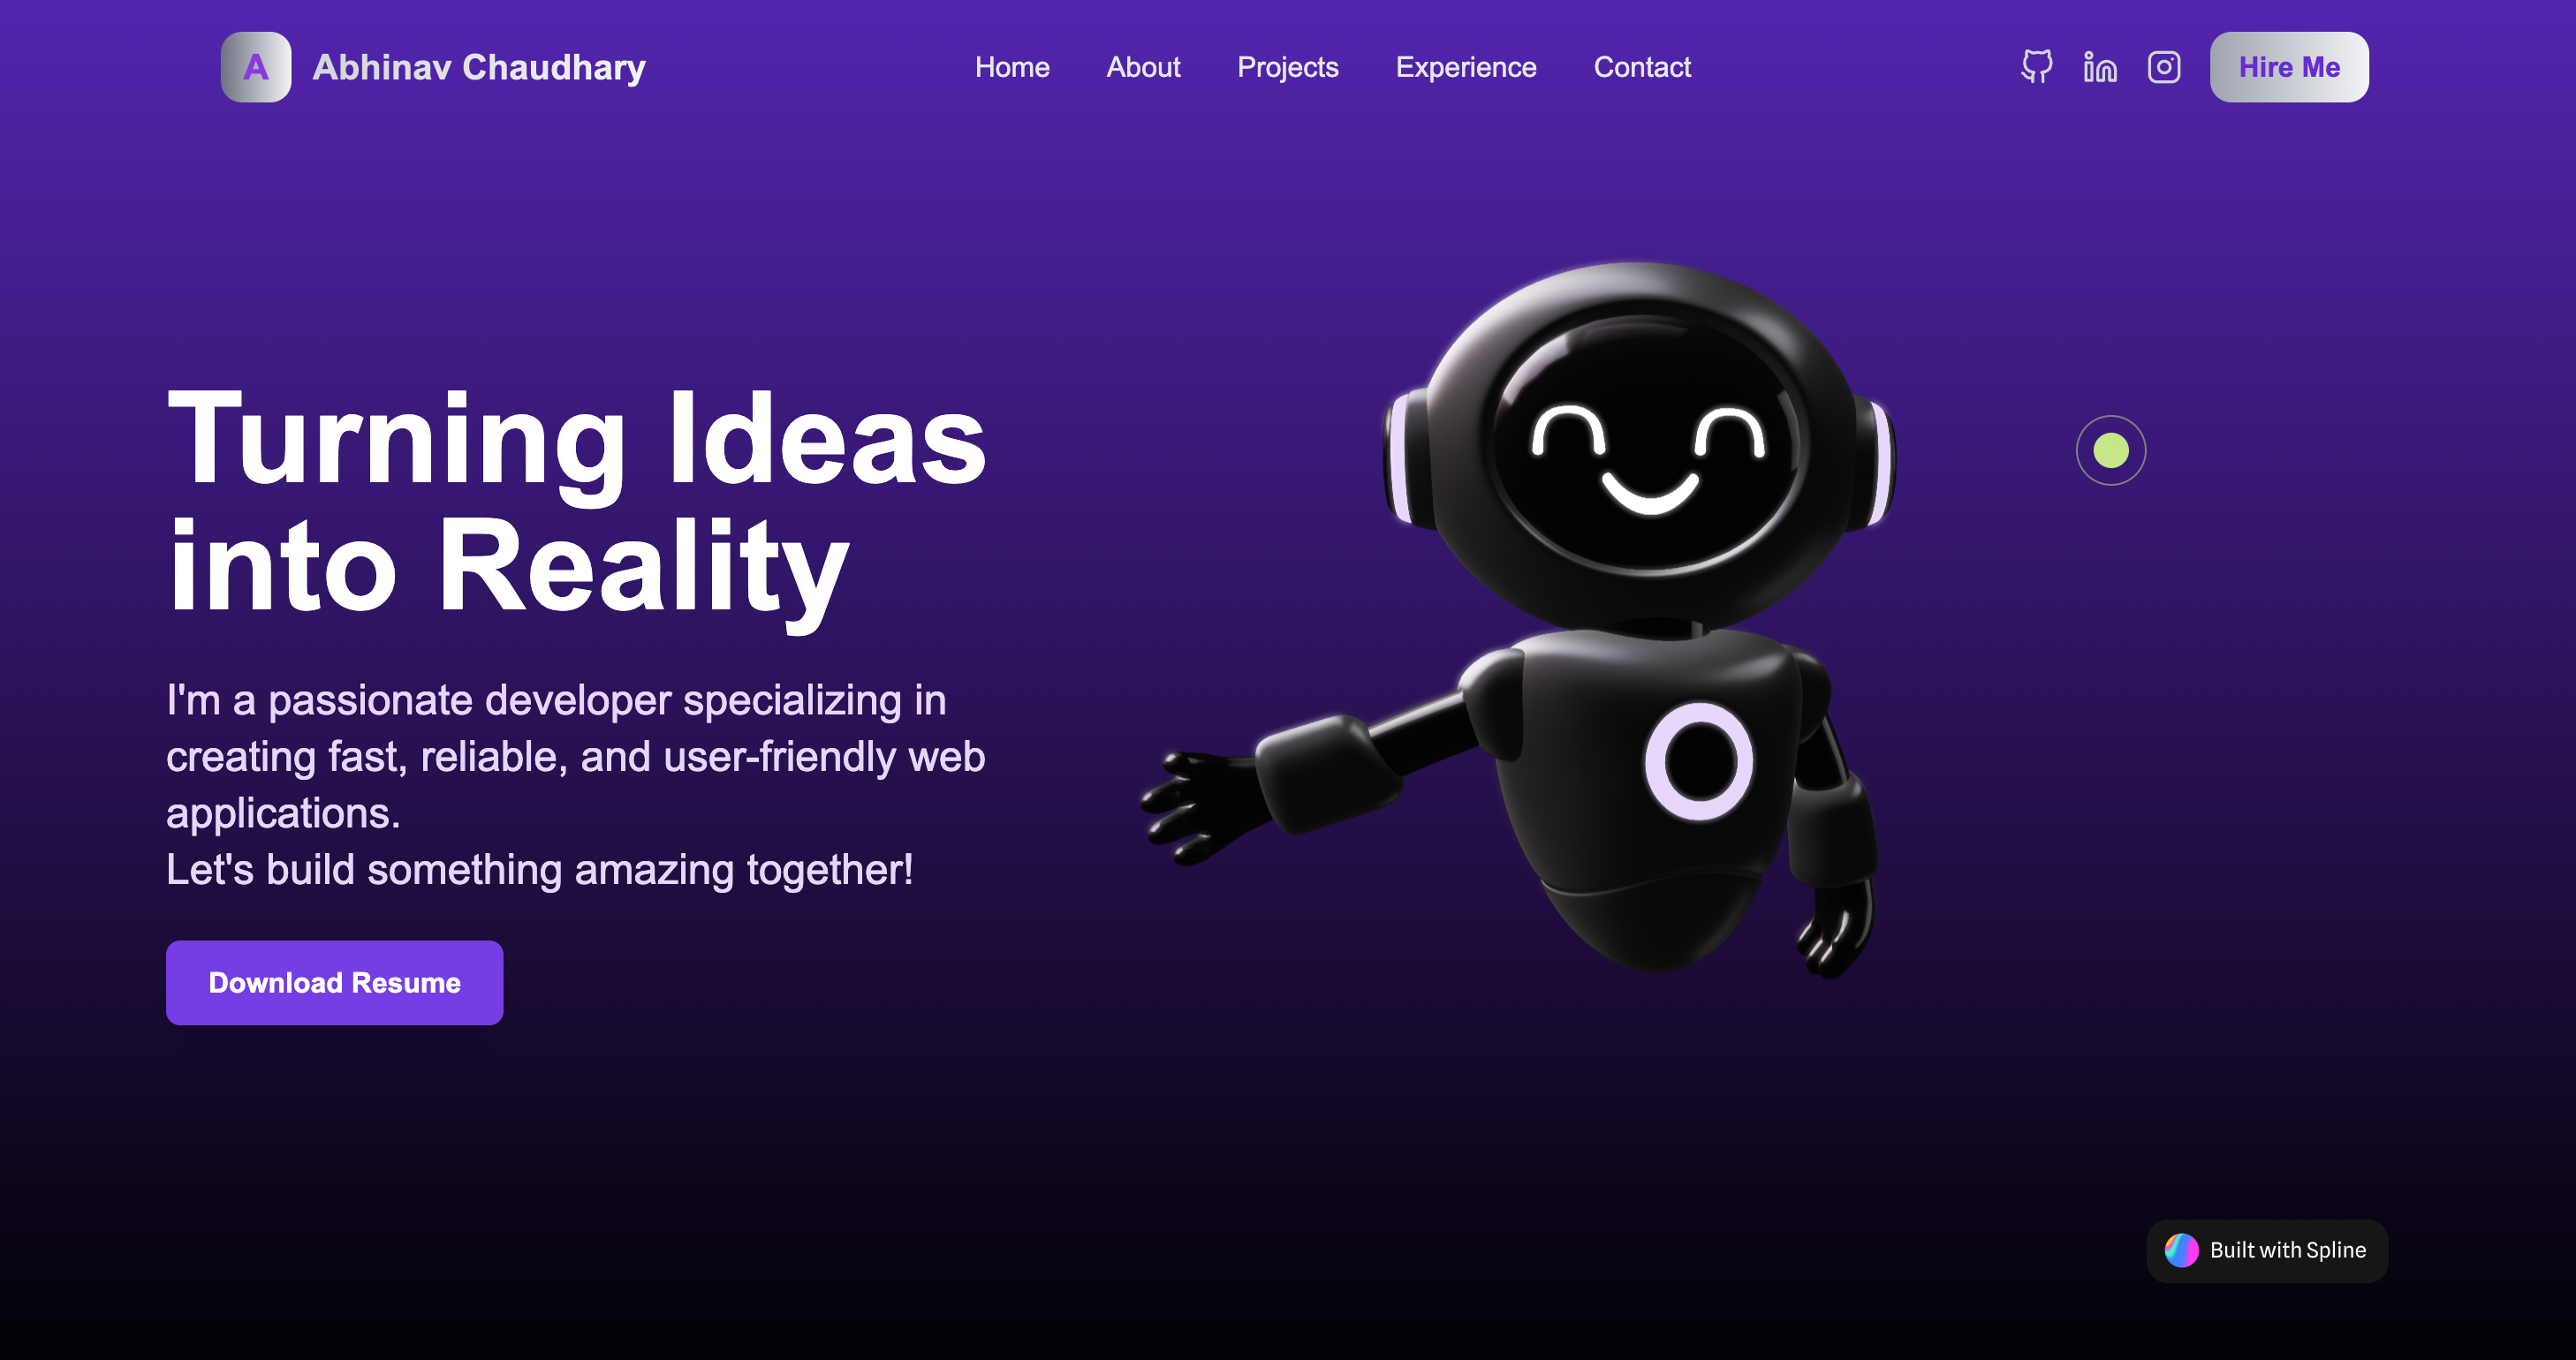 A
Abhinav Chaudhary
Home
About
Projects
Experience
Contact
Hire Me
Turning Ideas
into Reality
I'm a passionate developer specializing in
creating fast, reliable, and user-friendly web
applications.
Let's build something amazing together!
Download Resume
Built with Spline